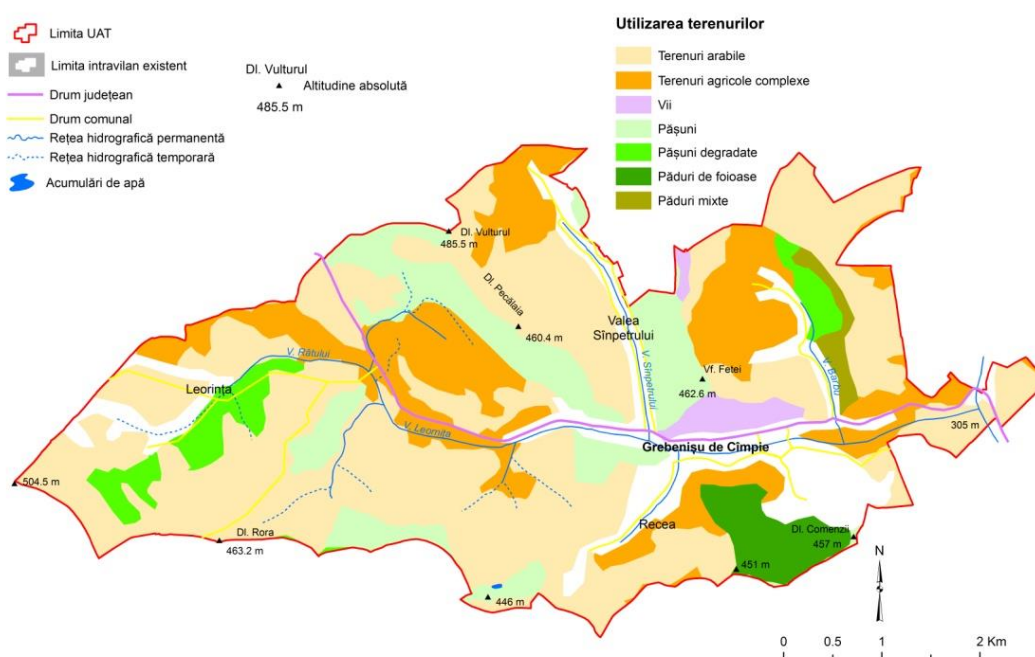 Limita UAT
Limita intravilan existent
Drum județean
Drum comunal
Rețea hidrografică permanentă
Rețea hidrografică temporară
Acumulări de apă
Dl. Vulturul
Altitudine absolută
485.5 m
Utilizarea terenurilor
Terenuri arabile
Terenuri agricole complexe
Vii
Pășuni
Pășuni degradate
Păduri de foioase
Păduri mixte
Dl. Vulturul
485.5 m
Dl. Pecălaia
460.4 m
Valea
Sînpetrului
V. Sînpetrului
Vf. Fetei
462.6 m
V. Barbu
V. Rătului
Leorința
V. Leornița
Grebenișu de Cîmpie
305 m
504.5 m
Dl. Rora
463.2 m
Recea
Dl. Comenzii
457 m
451 m
446 m
N
0 0.5 1 2 Km